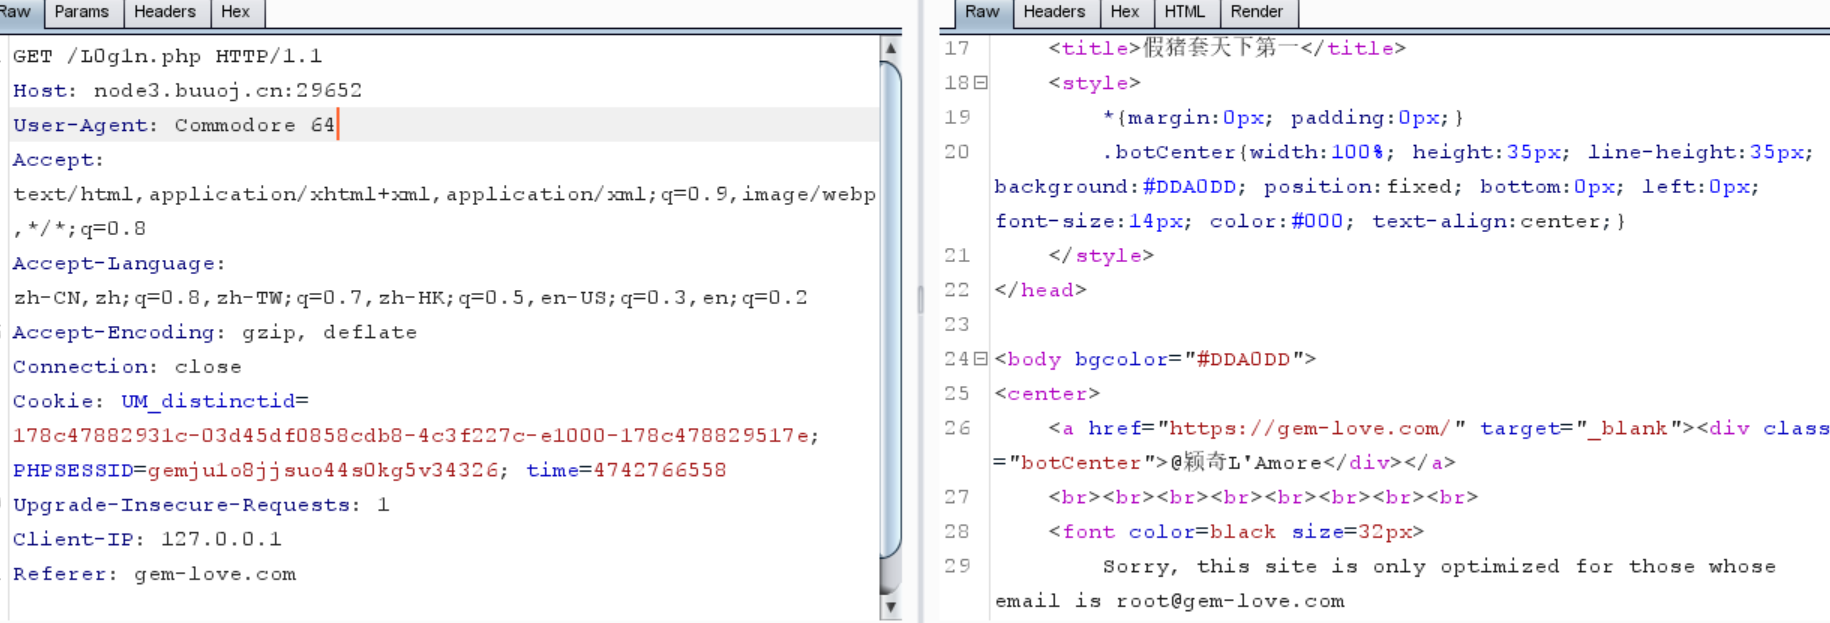 Raw Params Headers Hex
GET /L0g1n.php HTTP/1.1
Host: node3.buuoj.cn:29652
User-Agent: Commodore 64
Accept:
text/html,application/xhtml+xml,application/xml;q=0.9,image/webp
,*/*;q=0.8
Accept-Language:
zh-CN,zh;q=0.8,zh-TW;q=0.7,zh-HK;q=0.5,en-US;q=0.3,en;q=0.2
Accept-Encoding: gzip, deflate
Connection: close
Cookie: UM_distinctid=
178c47882931c-03d45df0858cdb8-4c3f227c-e1000-178c478829517e;
PHPSESSID=gemju1o8jjsuo44s0kg5v34326; time=4742766558
Upgrade-Insecure-Requests: 1
Client-IP: 127.0.0.1
Referer: gem-love.com
Raw Headers Hex HTML Render
17 <title>假猪套天下第一</title>
18 <style>
19 *{margin:0px; padding:0px;}
20 .botCenter{width:100%; height:35px; line-height:35px;
background:#DDA0DD; position:fixed; bottom:0px; left:0px;
font-size:14px; color:#000; text-align:center;}
21 </style>
22 </head>
23
24 <body bgcolor="#DDA0DD">
25 <center>
26 <a href="https://gem-love.com/" target="_blank"><div class
="botCenter">@颖奇L'Amore</div></a>
27 <br><br><br><br><br><br><br><br>
28 <font color=black size=32px>
29 Sorry, this site is only optimized for those whose
email is root@gem-love.com